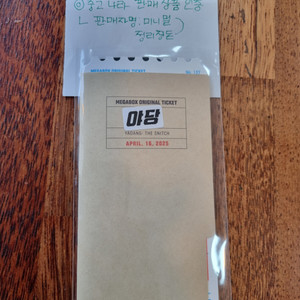 ◎중고나라 판매 상품 인증
ㄴ 판매자명. 미니멀
정리장돈
MEGABOX ORIGINAL TICKET
MEGABOX ORIGINAL TICKET
야당
YADANG: THE SNITCH
APRIL. 16, 2025